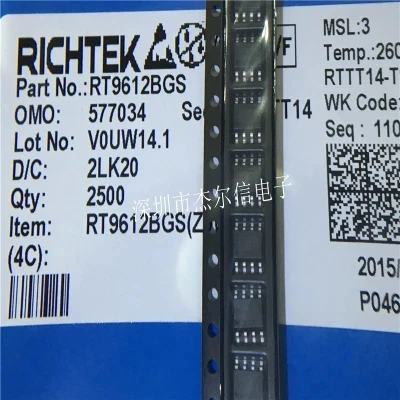 RICHTEK
MSL:3
Part No.:RT9612BGS
Temp.:260
OMO: 577034
RTTT14-T
Lot No: V0UW14.1
WK Code:
D/C: 2LK20
Seq : 110
Qty: 2500
Item: RT9612BGS(Z
(4C):
深圳市杰尔信电子
2015/
P046